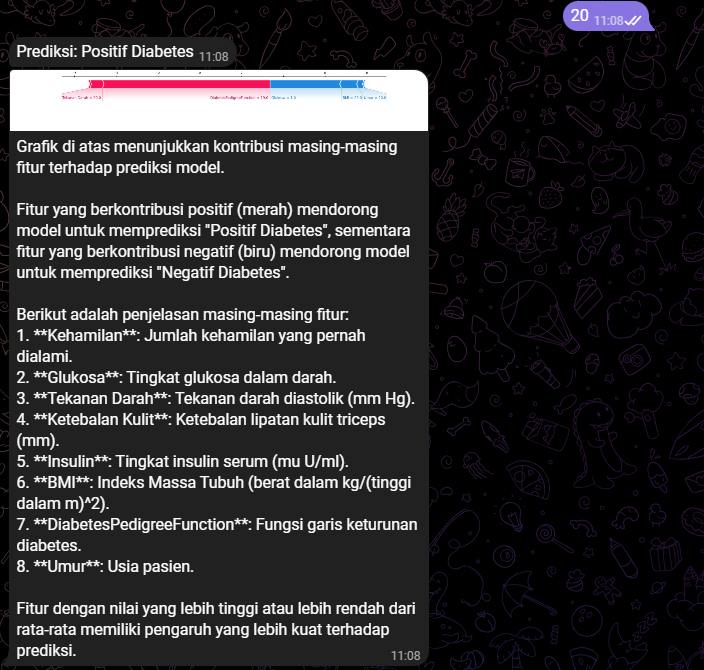 20 11:08
Prediksi: Positif Diabetes 11:08
Grafik di atas menunjukkan kontribusi masing-masing
fitur terhadap prediksi model.
Fitur yang berkontribusi positif (merah) mendorong
model untuk memprediksi "Positif Diabetes", sementara
fitur yang berkontribusi negatif (biru) mendorong model
untuk memprediksi "Negatif Diabetes".
Berikut adalah penjelasan masing-masing fitur:
1. **Kehamilan**: Jumlah kehamilan yang pernah
dialami.
2. **Glukosa**: Tingkat glukosa dalam darah.
3. **Tekanan Darah**: Tekanan darah diastolik (mm Hg).
4. **Ketebalan Kulit**: Ketebalan lipatan kulit triceps
(mm).
5. **Insulin**: Tingkat insulin serum (mu U/ml).
6. **BMI**: Indeks Massa Tubuh (berat dalam kg/(tinggi
dalam m)^2).
7. **DiabetesPedigreeFunction**: Fungsi garis keturunan
diabetes.
8. **Umur**: Usia pasien.
Fitur dengan nilai yang lebih tinggi atau lebih rendah dari
rata-rata memiliki pengaruh yang lebih kuat terhadap
prediksi. 11:08